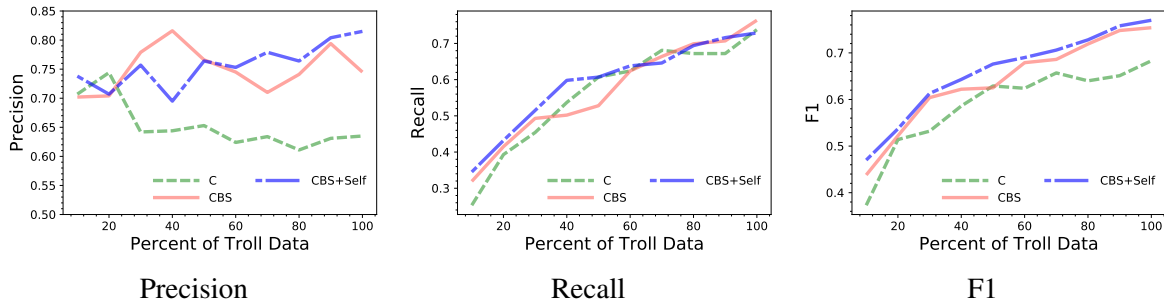 0.85
0.80
0.75
0.70
0.65
0.60
0.55
0.50
Precision
C
CBS
CBS+Self
20 40 60 80 100
Percent of Troll Data
Precision
0.7
0.6
0.5
0.4
0.3
Recall
C
CBS
CBS+Self
20 40 60 80 100
Percent of Troll Data
Recall
0.7
0.6
0.5
0.4
F1
C
CBS
CBS+Self
20 40 60 80 100
Percent of Troll Data
F1